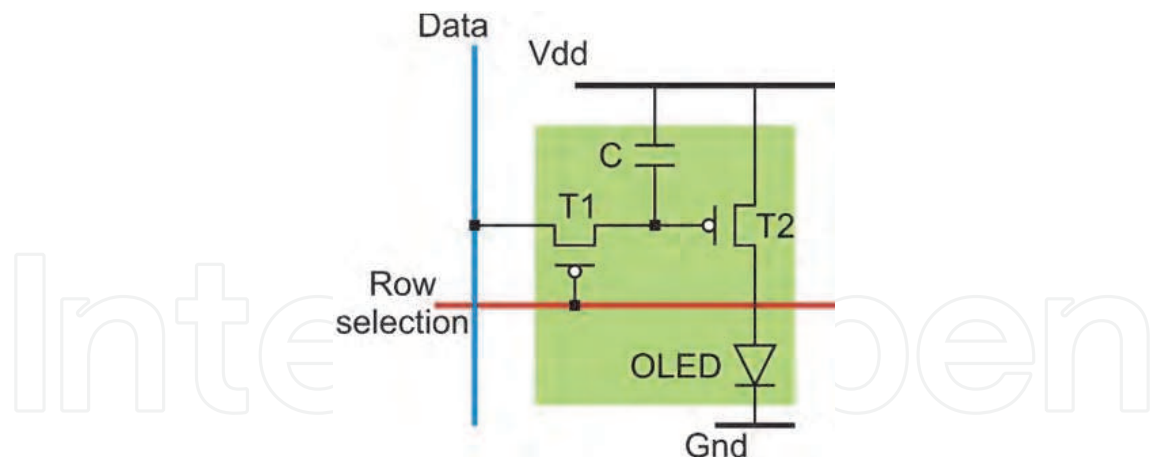 Data
Vdd
C
T1
T2
Row
selection
OLED
Gnd